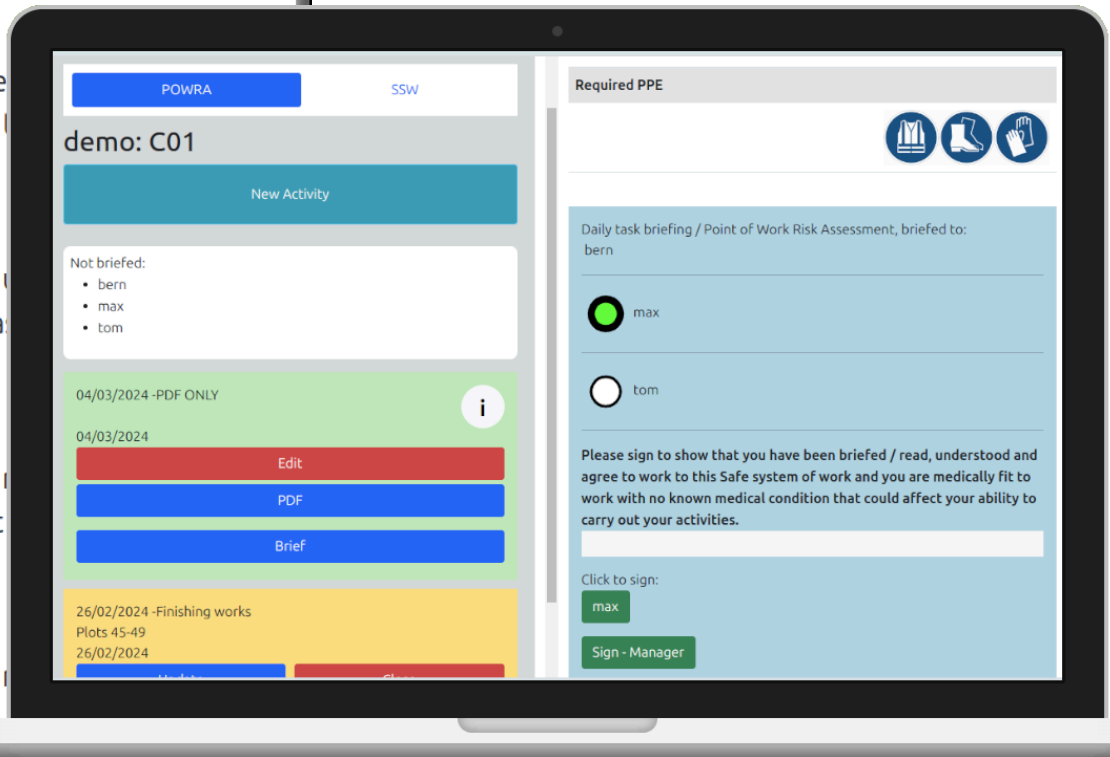 POWRA
SSW
demo: C01
New Activity
Not briefed:
• bern
• max
• tom
04/03/2024 -PDF ONLY
i
04/03/2024
Edit
PDF
Brief
26/02/2024 -Finishing works
Plots 45-49
26/02/2024
Required PPE
Daily task briefing / Point of Work Risk Assessment, briefed to:
bern
max
tom
Please sign to show that you have been briefed / read, understood and
agree to work to this Safe system of work and you are medically fit to
work with no known medical condition that could affect your ability to
carry out your activities.
Click to sign:
max
Sign - Manager